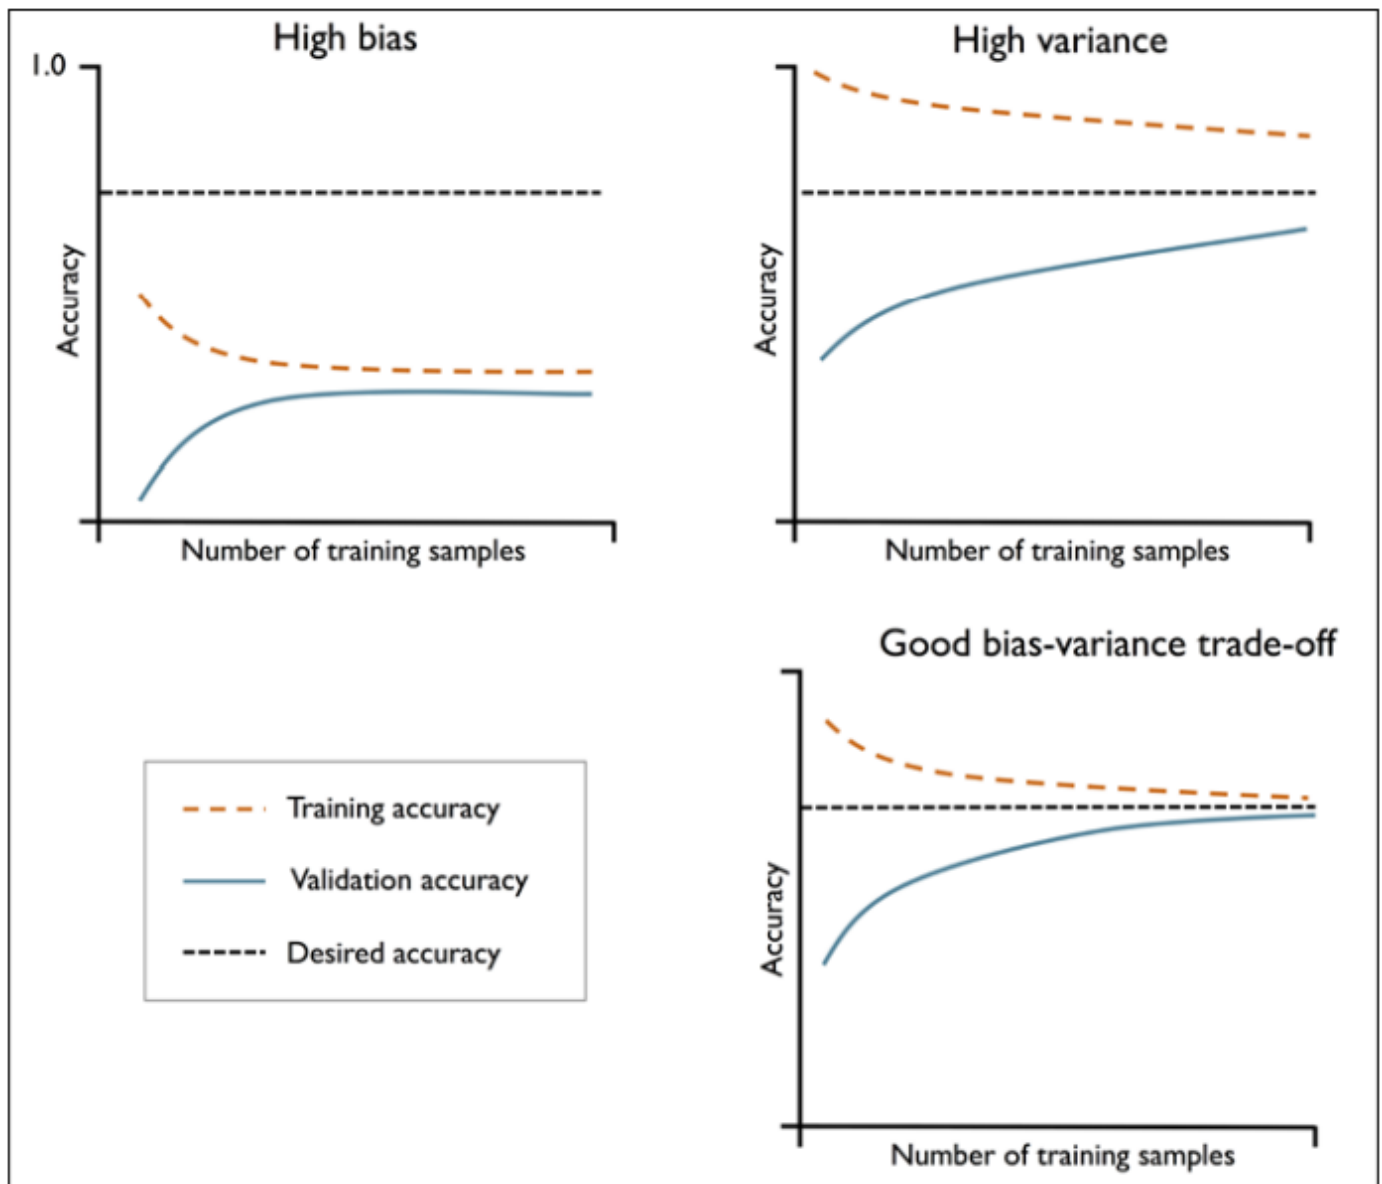 High bias
1.0
Accuracy
Number of training samples
High variance
Accuracy
Number of training samples
Training accuracy
Validation accuracy
Desired accuracy
Good bias-variance trade-off
Accuracy
Number of training samples